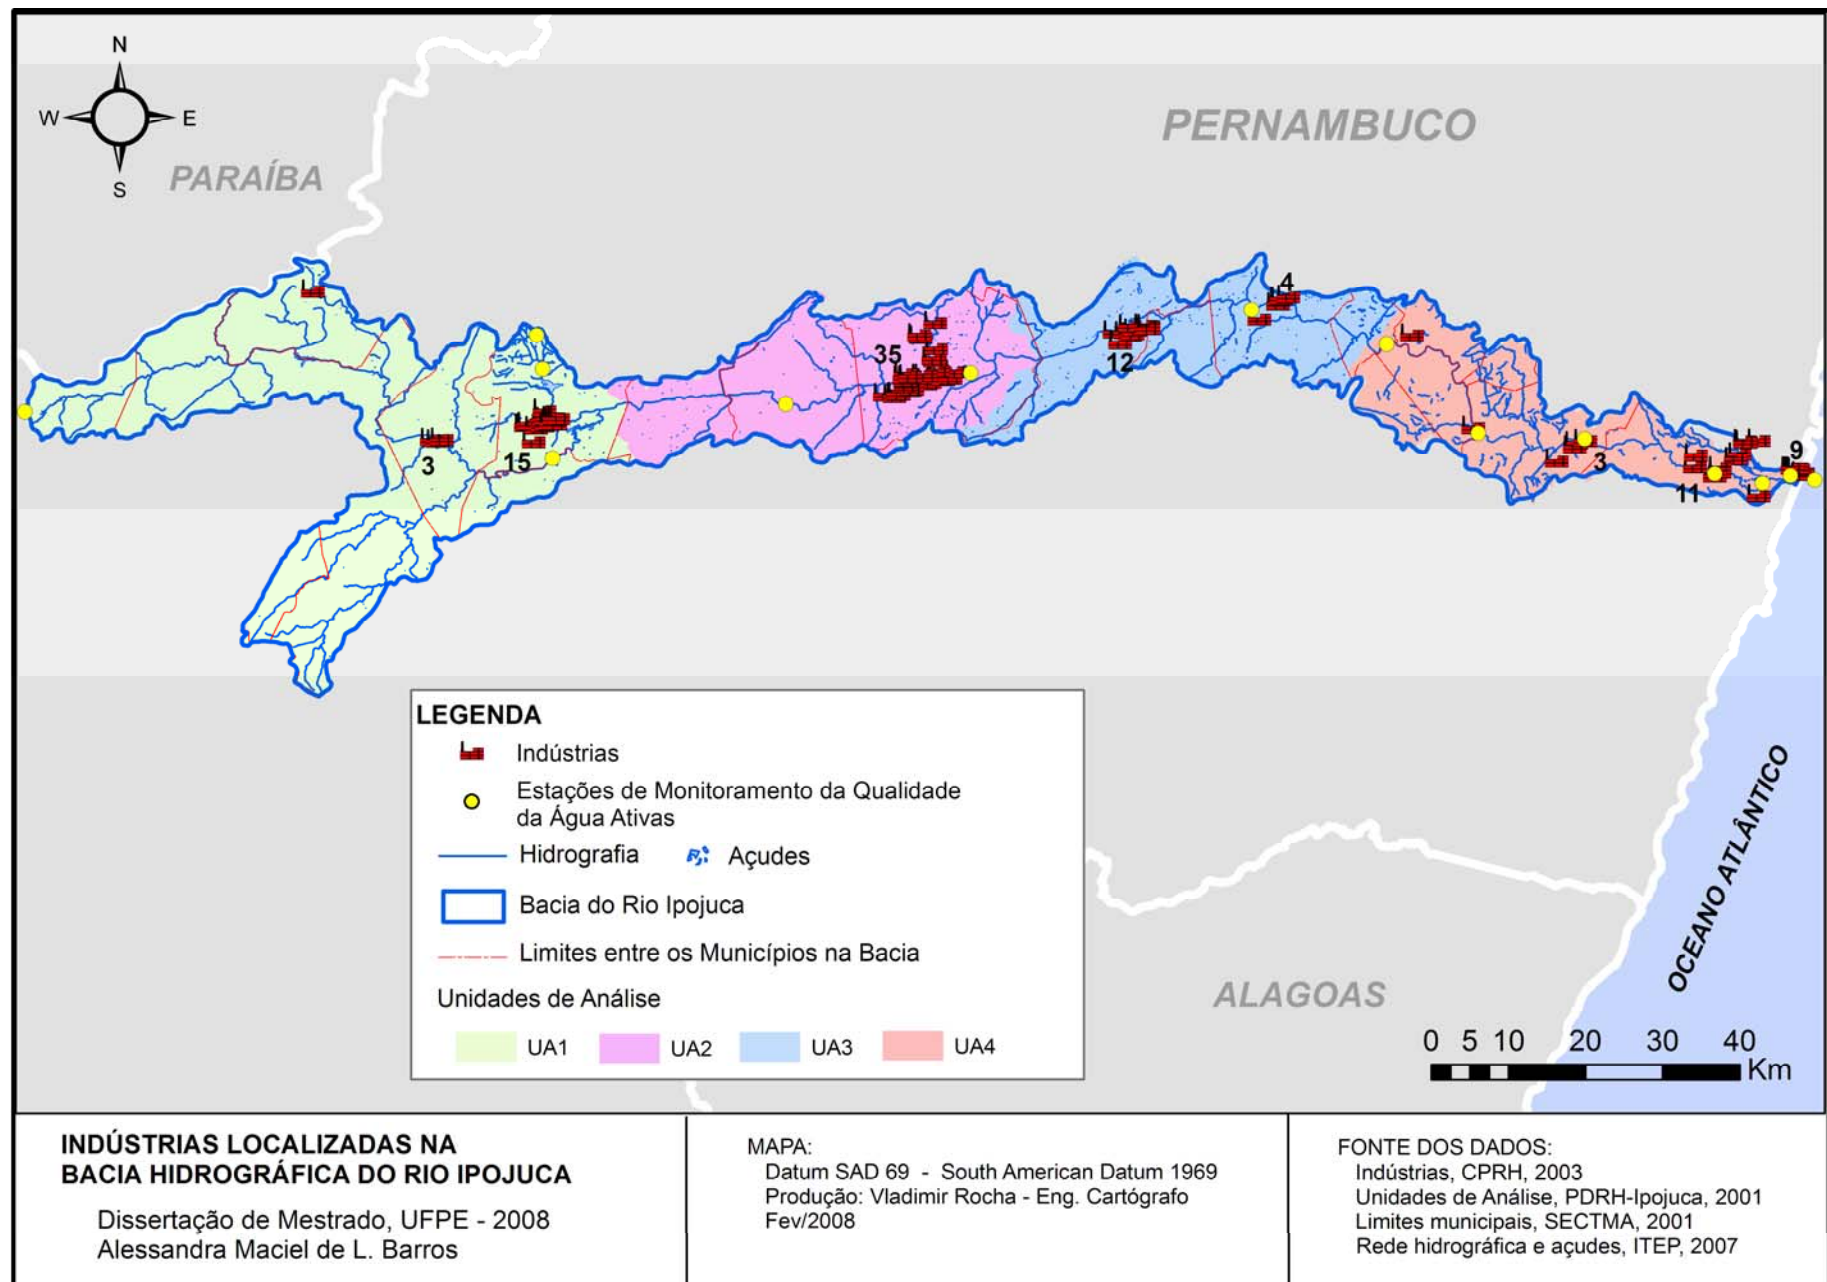 N
W
E
S
PARAÍBA
PERNAMBUCO
4
35
12
3
15
3
9
11
LEGENDA
Indústrias
Estações de Monitoramento da Qualidade
da Água Ativas
Hidrografia
Açudes
Bacia do Rio Ipojuca
Limites entre os Municípios na Bacia
Unidades de Análise
UA1
UA2
UA3
UA4
ALAGOAS
OCEANO ATLÂNTICO
0 5 10 20 30 40
Km
INDÚSTRIAS LOCALIZADAS NA
BACIA HIDROGRÁFICA DO RIO IPOJUCA
Dissertação de Mestrado, UFPE - 2008
Alessandra Maciel de L. Barros
MAPA:
Datum SAD 69 - South American Datum 1969
Produção: Vladimir Rocha - Eng. Cartógrafo
Fev/2008
FONTE DOS DADOS:
Indústrias, CPRH, 2003
Unidades de Análise, PDRH-Ipojuca, 2001
Limites municipais, SECTMA, 2001
Rede hidrográfica e açudes, ITEP, 2007